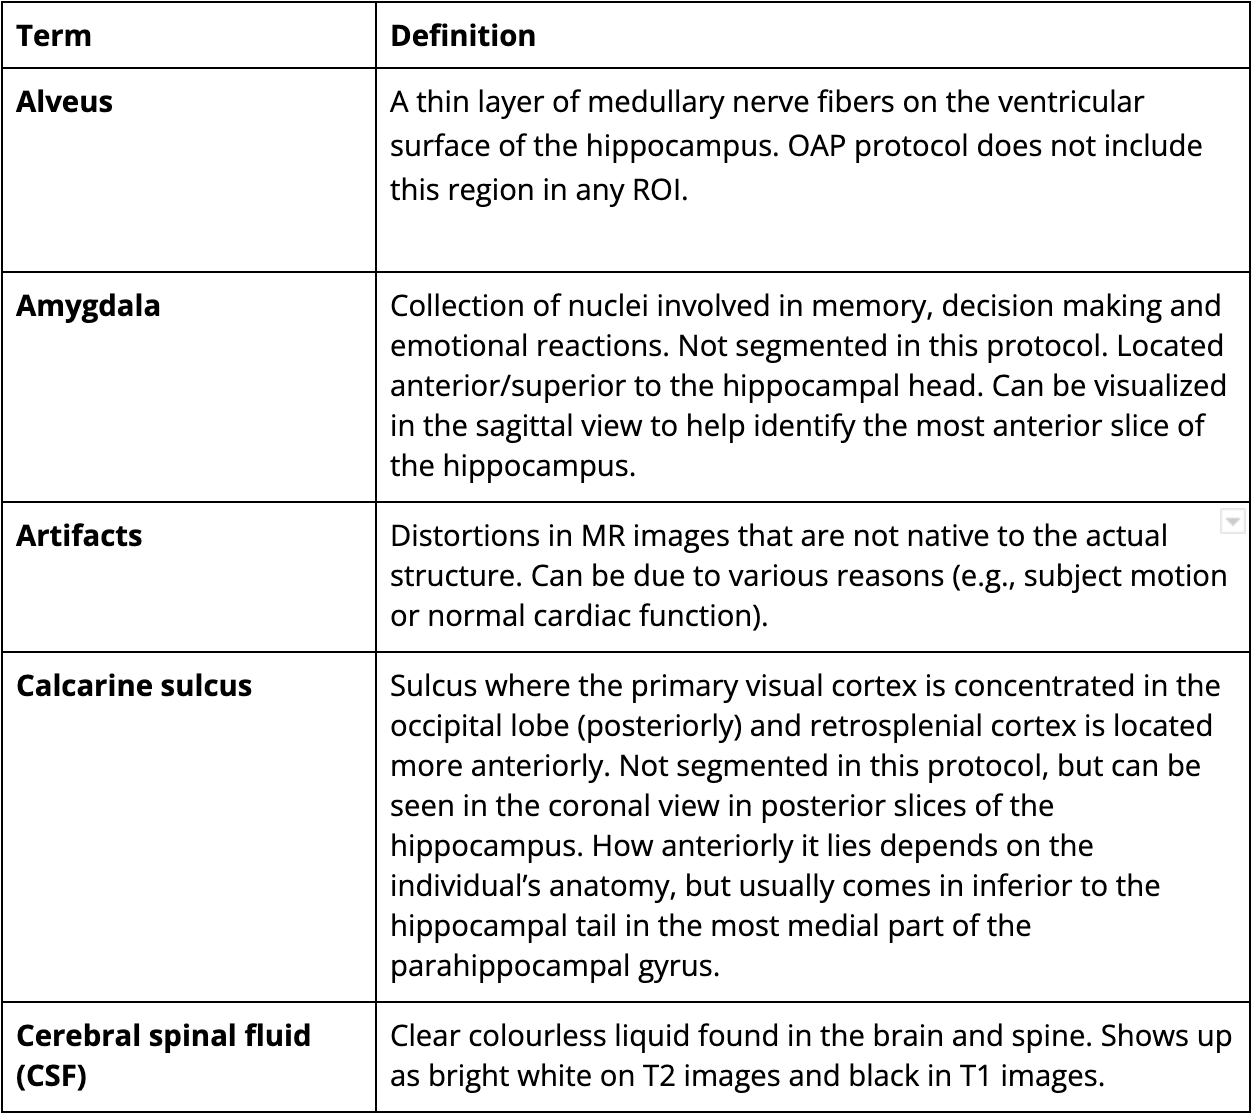 Term
Definition
Alveus
A thin layer of medullary nerve fibers on the ventricular
surface of the hippocampus. OAP protocol does not include
this region in any ROI.
Amygdala
Collection of nuclei involved in memory, decision making and
emotional reactions. Not segmented in this protocol. Located
anterior/superior to the hippocampal head. Can be visualized
in the sagittal view to help identify the most anterior slice of
the hippocampus.
Artifacts
Distortions in MR images that are not native to the actual
structure. Can be due to various reasons (e.g., subject motion
or normal cardiac function).
Calcarine sulcus
Sulcus where the primary visual cortex is concentrated in the
occipital lobe (posteriorly) and retrosplenial cortex is located
more anteriorly. Not segmented in this protocol, but can be
seen in the coronal view in posterior slices of the
hippocampus. How anteriorly it lies depends on the
individual’s anatomy, but usually comes in inferior to the
hippocampal tail in the most medial part of the
parahippocampal gyrus.
Cerebral spinal fluid
(CSF)
Clear colourless liquid found in the brain and spine. Shows up
as bright white on T2 images and black in T1 images.